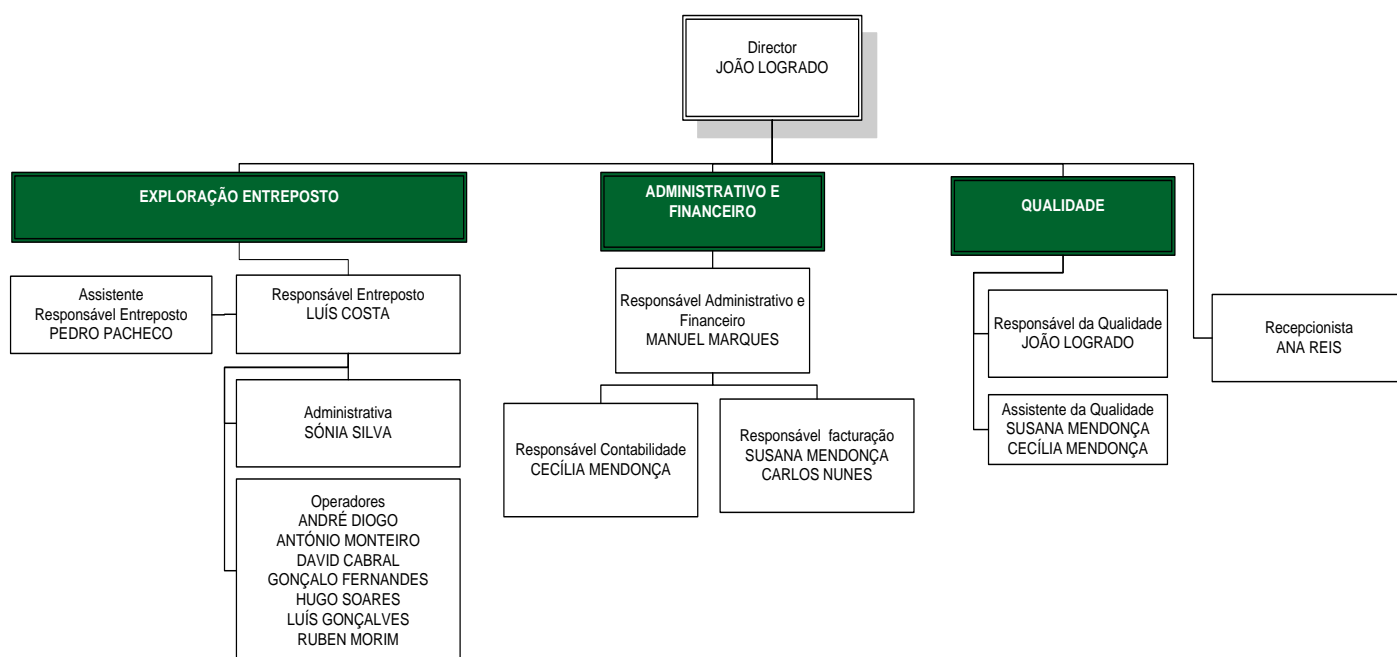 Director
JOÃO LOGRADO
EXPLORAÇÃO ENTREPOSTO
ADMINISTRATIVO E
FINANCEIRO
QUALIDADE
Assistente
Responsável Entreposto
PEDRO PACHECO
Responsável Entreposto
LUÍS COSTA
Responsável Administrativo e
Financeiro
MANUEL MARQUES
Responsável da Qualidade
JOÃO LOGRADO
Recepcionista
ANA REIS
Administrativa
SÓNIA SILVA
Responsável Contabilidade
CECÍLIA MENDONÇA
Responsável  facturação
SUSANA MENDONÇA
CARLOS NUNES
Assistente da Qualidade
SUSANA MENDONÇA
CECÍLIA MENDONÇA
Operadores
ANDRÉ DIOGO
ANTÓNIO MONTEIRO
DAVID CABRAL
GONÇALO FERNANDES
HUGO SOARES
LUÍS GONÇALVES
RUBEN MORIM